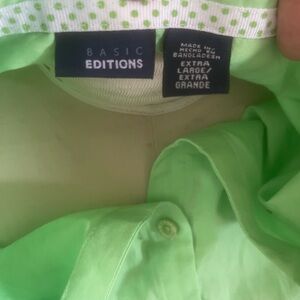 BASIC
EDITIONS
MADE IN/
HECHO EN
BANGLADESH
EXTRA
LARGE/
EXTRA
GRANDE